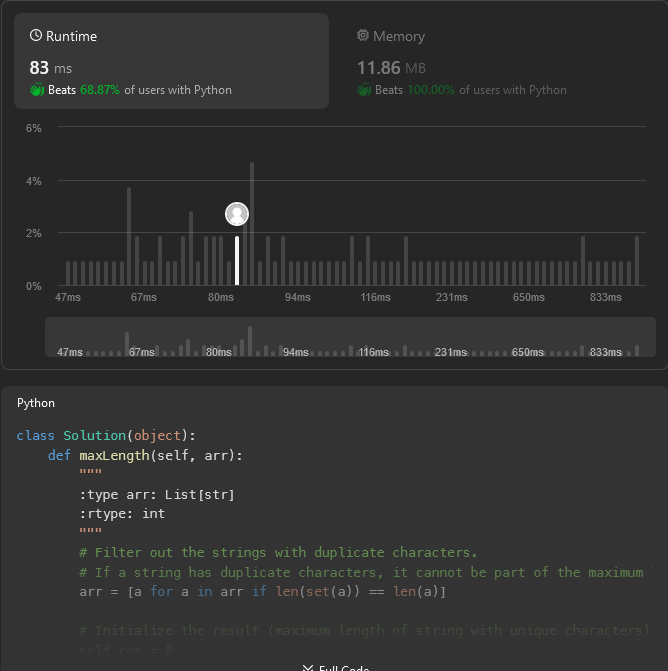 Runtime
Memory
83 ms
11.86 MB
Beats 68.87% of users with Python
Beats 100.00% of users with Python
6%
4%
2%
0%
47ms 67ms 80ms 94ms 116ms 231ms 650ms 833ms
47ms 67ms 80ms 94ms 116ms 231ms 650ms 833ms
Python
class Solution(object):
def maxLength(self, arr):
"""
:type arr: List[str]
:rtype: int
"""
# Filter out the strings with duplicate characters.
# If a string has duplicate characters, it cannot be part of the maximum
arr = [a for a in arr if len(set(a)) == len(a)]
# Initialize the result (maximum length of string with unique characters)
self.res = 0
Full Code